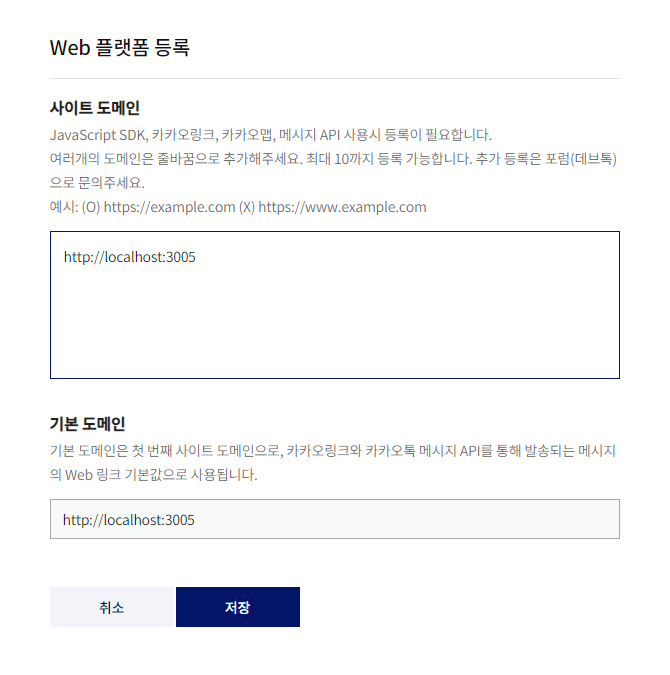 Web 플랫폼 등록
사이트 도메인
JavaScript SDK, 카카오링크, 카카오맵, 메시지 API 사용시 등록이 필요합니다.
여러개의 도메인은 줄바꿈으로 추가해주세요. 최대 10까지 등록 가능합니다. 추가 등록은 포럼(데브톡)
으로 문의주세요.
예시: (O) https://example.com (X) https://www.example.com
http://localhost:3005
기본 도메인
기본 도메인은 첫 번째 사이트 도메인으로, 카카오링크와 카카오톡 메시지 API를 통해 발송되는 메시지
의 Web 링크 기본값으로 사용됩니다.
http://localhost:3005
취소
저장